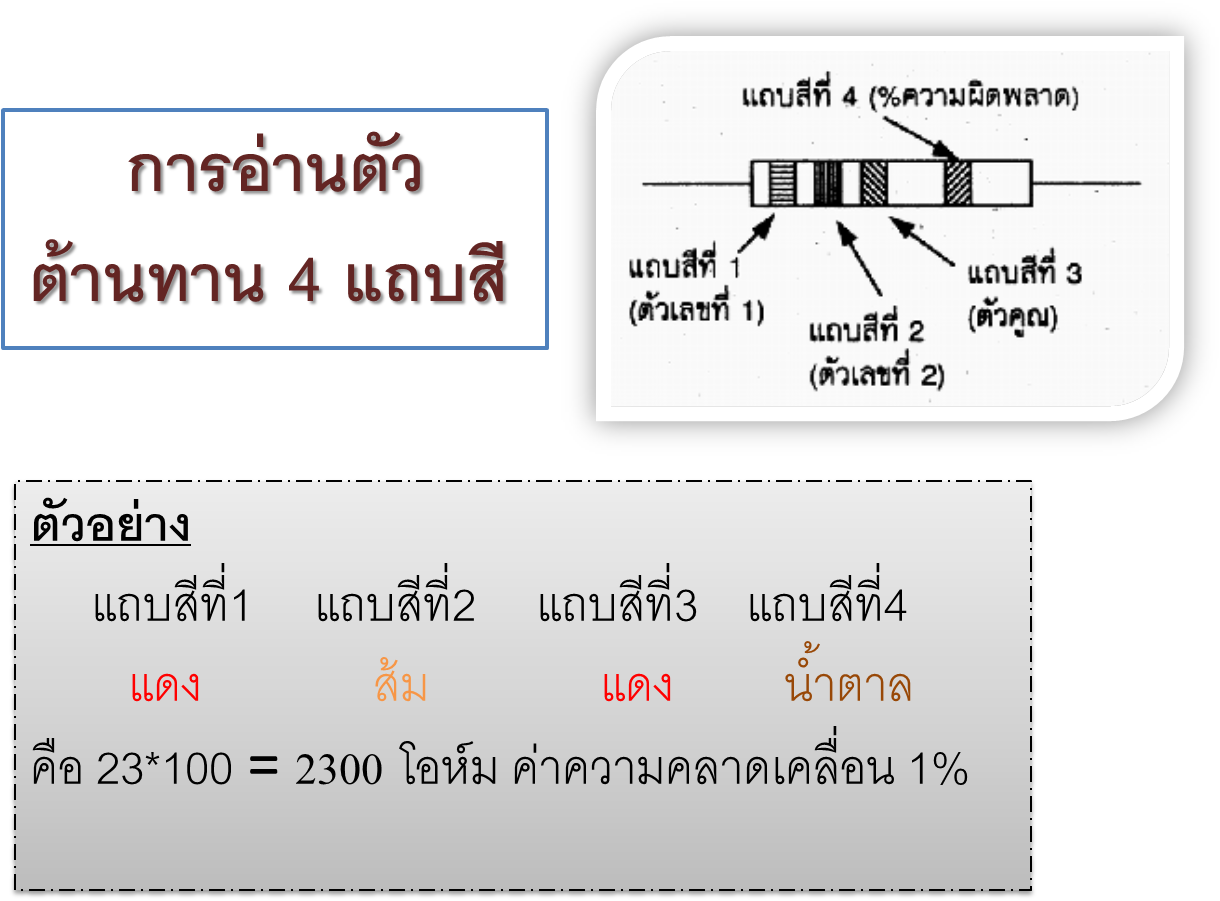 การอ่านตัว
ต้านทาน 4 แถบสี
แถบสีที่ 4 (%ความผิดพลาด)
แถบสีที่ 1
(ตัวเลขที่ 1)
แถบสีที่ 2
(ตัวเลขที่ 2)
แถบสีที่ 3
(ตัวคูณ)
ตัวอย่าง
แถบสีที่1 แถบสีที่2 แถบสีที่3 แถบสีที่4
แดง ส้ม แดง น้ำตาล
คือ 23*100 = 2300 โอห์ม ค่าความคลาดเคลื่อน 1%